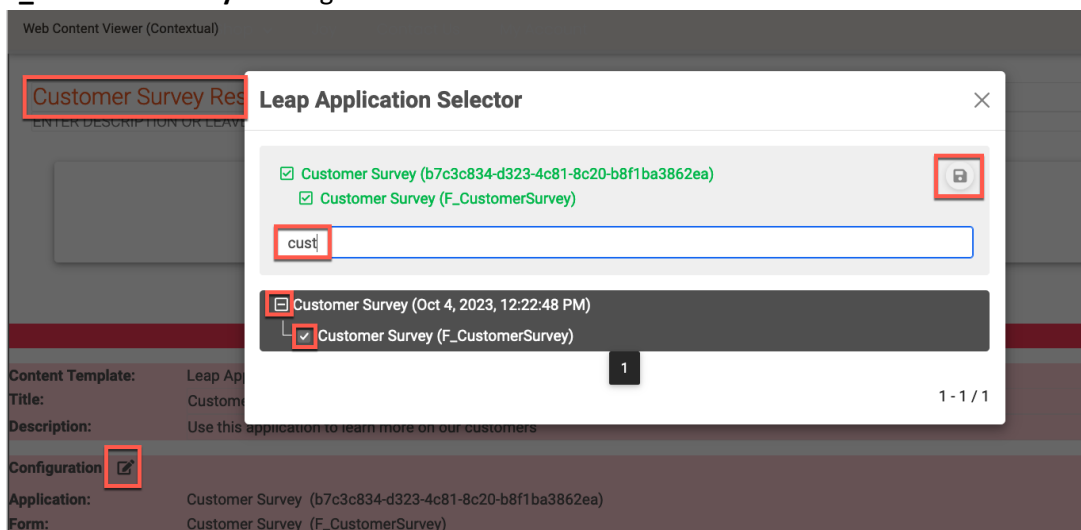 Web Content Viewer (Contextual)
Customer Survey Res
ENTER DESCRIPTION OR LEAVE
Leap Application Selector
Customer Survey (b7c3c834-d323-4c81-8c20-b8f1ba3862ea)
Customer Survey (F_CustomerSurvey)
cust
Customer Survey (Oct 4, 2023, 12:22:48 PM)
Customer Survey (F_CustomerSurvey)
1
1 - 1 / 1
Content Template: Leap App
Title: Custome
Description: Use this application to learn more on our customers
Configuration
Application: Customer Survey (b7c3c834-d323-4c81-8c20-b8f1ba3862ea)
Form: Customer Survey (F_CustomerSurvey)